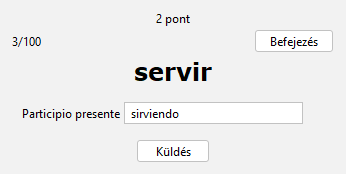 2 pont
3/100 Befejezés
servir
Participio presente sirviendo
Küldés